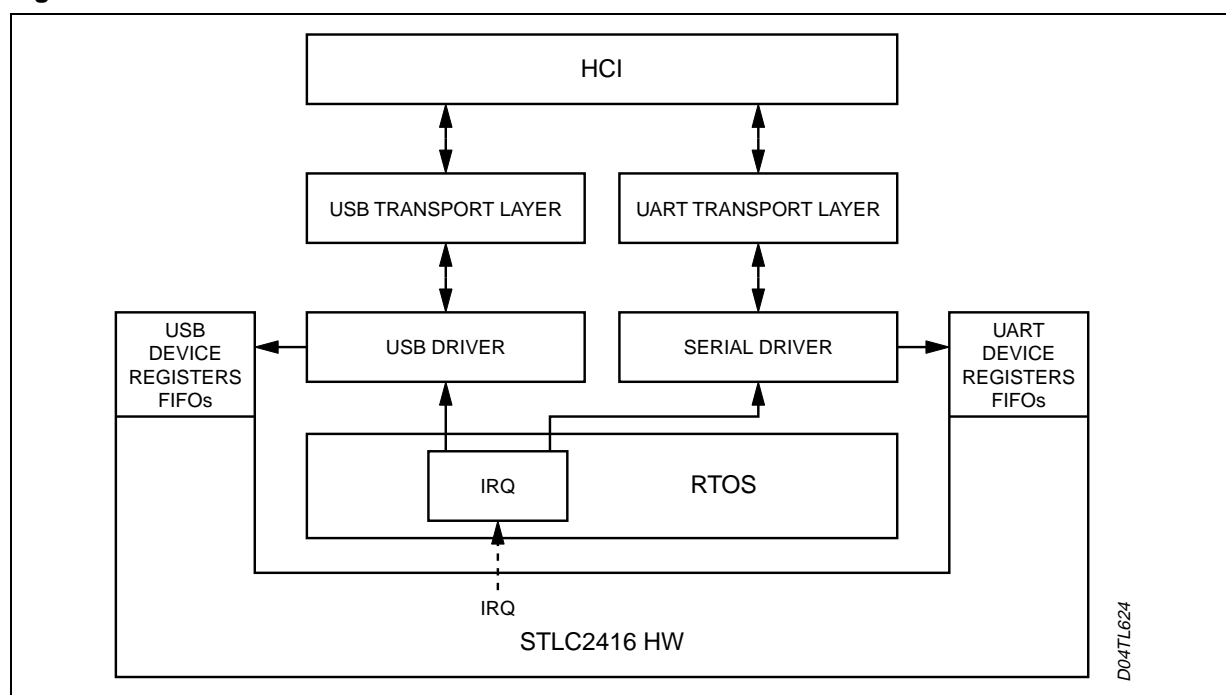 HCI
USB TRANSPORT LAYER
UART TRANSPORT LAYER
USB
DEVICE
REGISTERS
FIFOs
USB DRIVER
SERIAL DRIVER
UART
DEVICE
REGISTERS
FIFOs
IRQ
RTOS
IRQ
STLC2416 HW
D04TL624